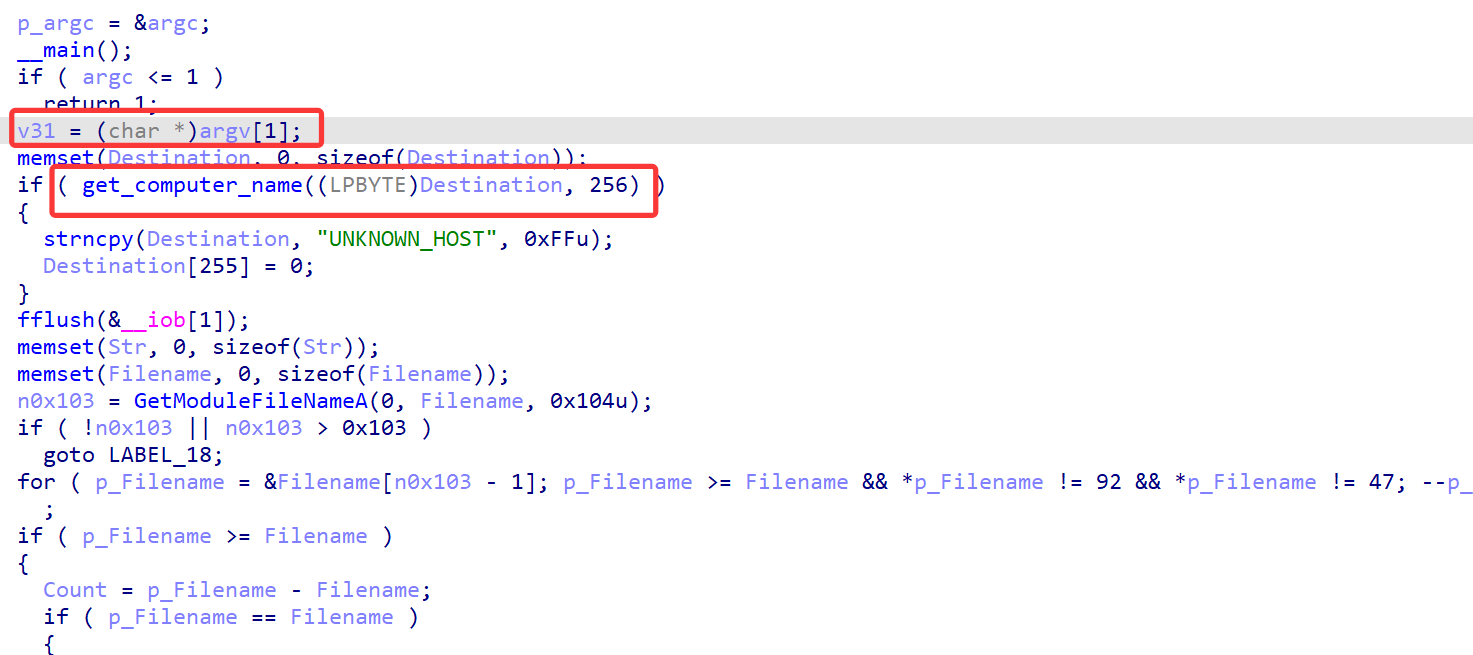 p_argc = &argc;
__main();
if ( argc <= 1 )
  return 1;
v31 = (char *)argv[1];
memset(Destination, 0, sizeof(Destination));
if ( get_computer_name((LPBYTE)Destination, 256) )
{
  strncpy(Destination, "UNKNOWN_HOST", 0xFFu);
  Destination[255] = 0;
}
fflush(&__iob[1]);
memset(Str, 0, sizeof(Str));
memset(Filename, 0, sizeof(Filename));
n0x103 = GetModuleFileNameA(0, Filename, 0x104u);
if ( !n0x103 || n0x103 > 0x103 )
  goto LABEL_18;
for ( p_Filename = &Filename[n0x103 - 1]; p_Filename >= Filename && *p_Filename != 92 && *p_Filename != 47; --p_
  ;
if ( p_Filename >= Filename )
{
  Count = p_Filename - Filename;
  if ( p_Filename == Filename )
  {